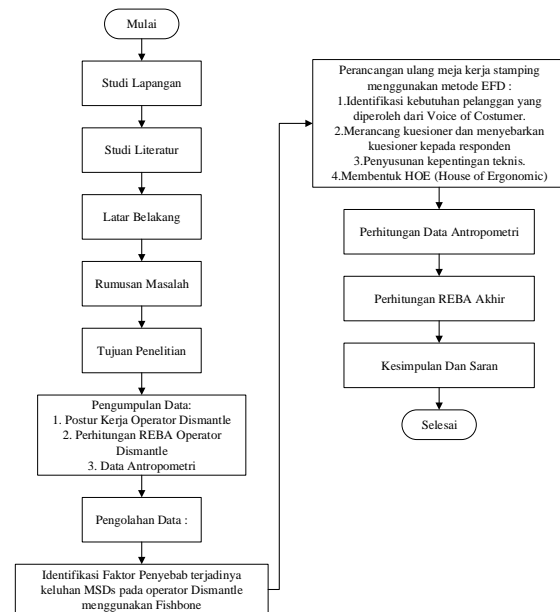 Mulai
Studi Lapangan
Studi Literatur
Latar Belakang
Rumusan Masalah
Tujuan Penelitian
Pengumpulan Data:
1. Postur Kerja Operator Dismantle
2. Perhitungan REBA Operator
Dismantle
3. Data Antropometri
Pengolahan Data :
Identifikasi Faktor Penyebab terjadinya
keluhan MSDs pada operator Dismantle
menggunakan Fishbone
Perancangan ulang meja kerja stamping
menggunakan metode EFD :
1.Identifikasi kebutuhan pelanggan yang
diperoleh dari Voice of Costumer.
2.Merancang kuesioner dan menyebarkan
kuesioner kepada responden
3.Penyusunan kepentingan teknis.
4.Membentuk HOE (House of Ergonomic)
Perhitungan Data Antropometri
Perhitungan REBA Akhir
Kesimpulan Dan Saran
Selesai